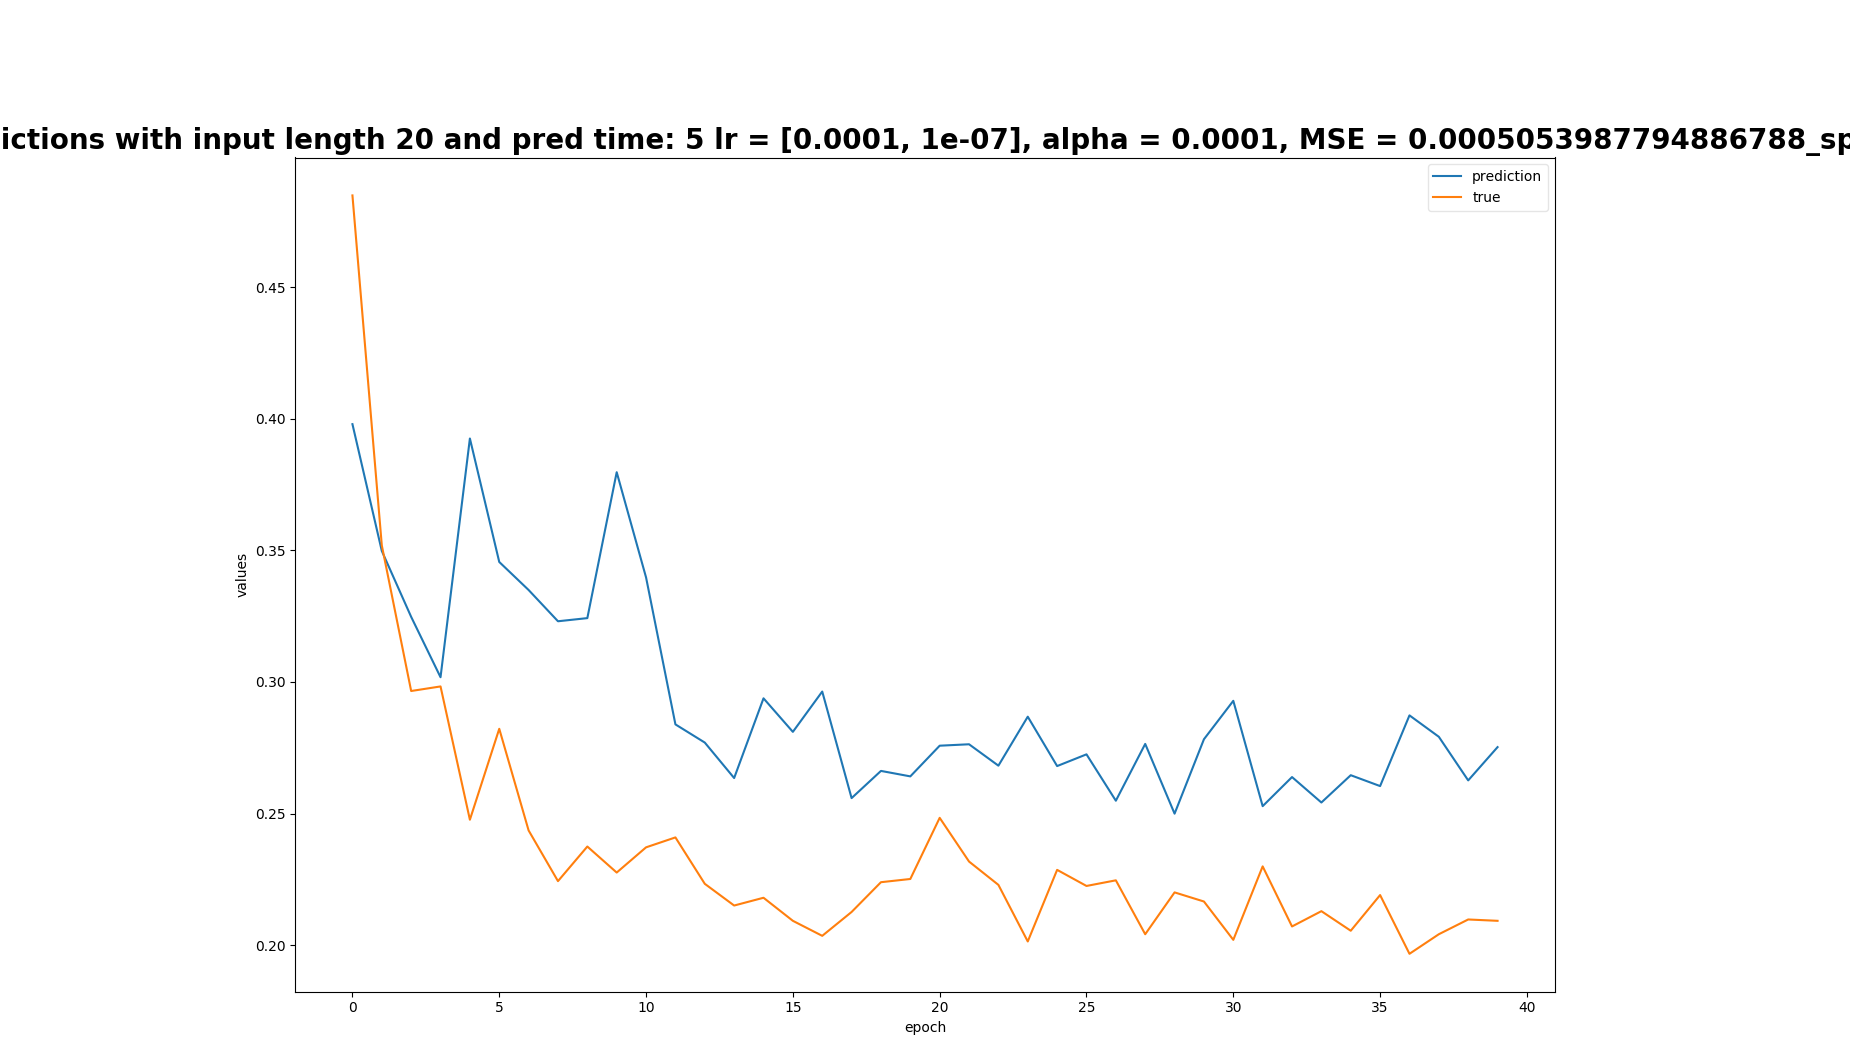 ictions with input length 20 and pred time: 5 lr = [0.0001, 1e-07], alpha = 0.0001, MSE = 0.0005053987794886788_sp
prediction
true
0.45
0.40
0.35
0.30
0.25
0.20
values
0 5 10 15 20 25 30 35 40
epoch